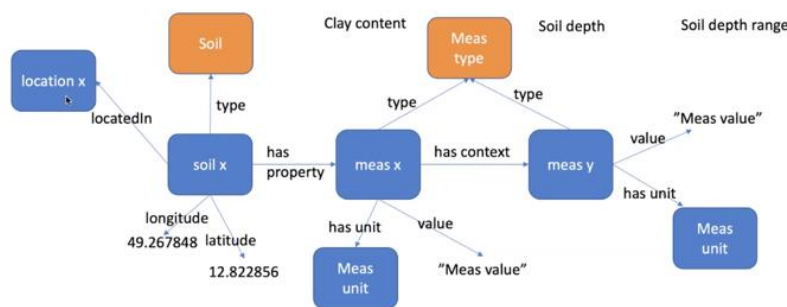 Clay content
Soil depth
Soil depth range
Soil
Meas
type
location x
type
type
type
"Meas value"
locatedIn
value
soil x
has
property
meas x
has context
meas y
has unit
longitude
latitude
49.267848
12.822856
has unit
value
Meas
unit
Meas
unit
"Meas value"